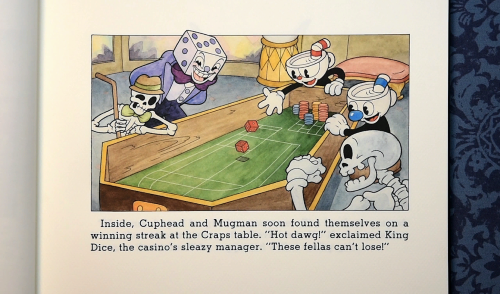 Inside, Cuphead and Mugman soon found themselves on a
winning streak at the Craps table. "Hot dawg!" exclaimed King
Dice, the casino's sleazy manager. "These fellas can't lose!"